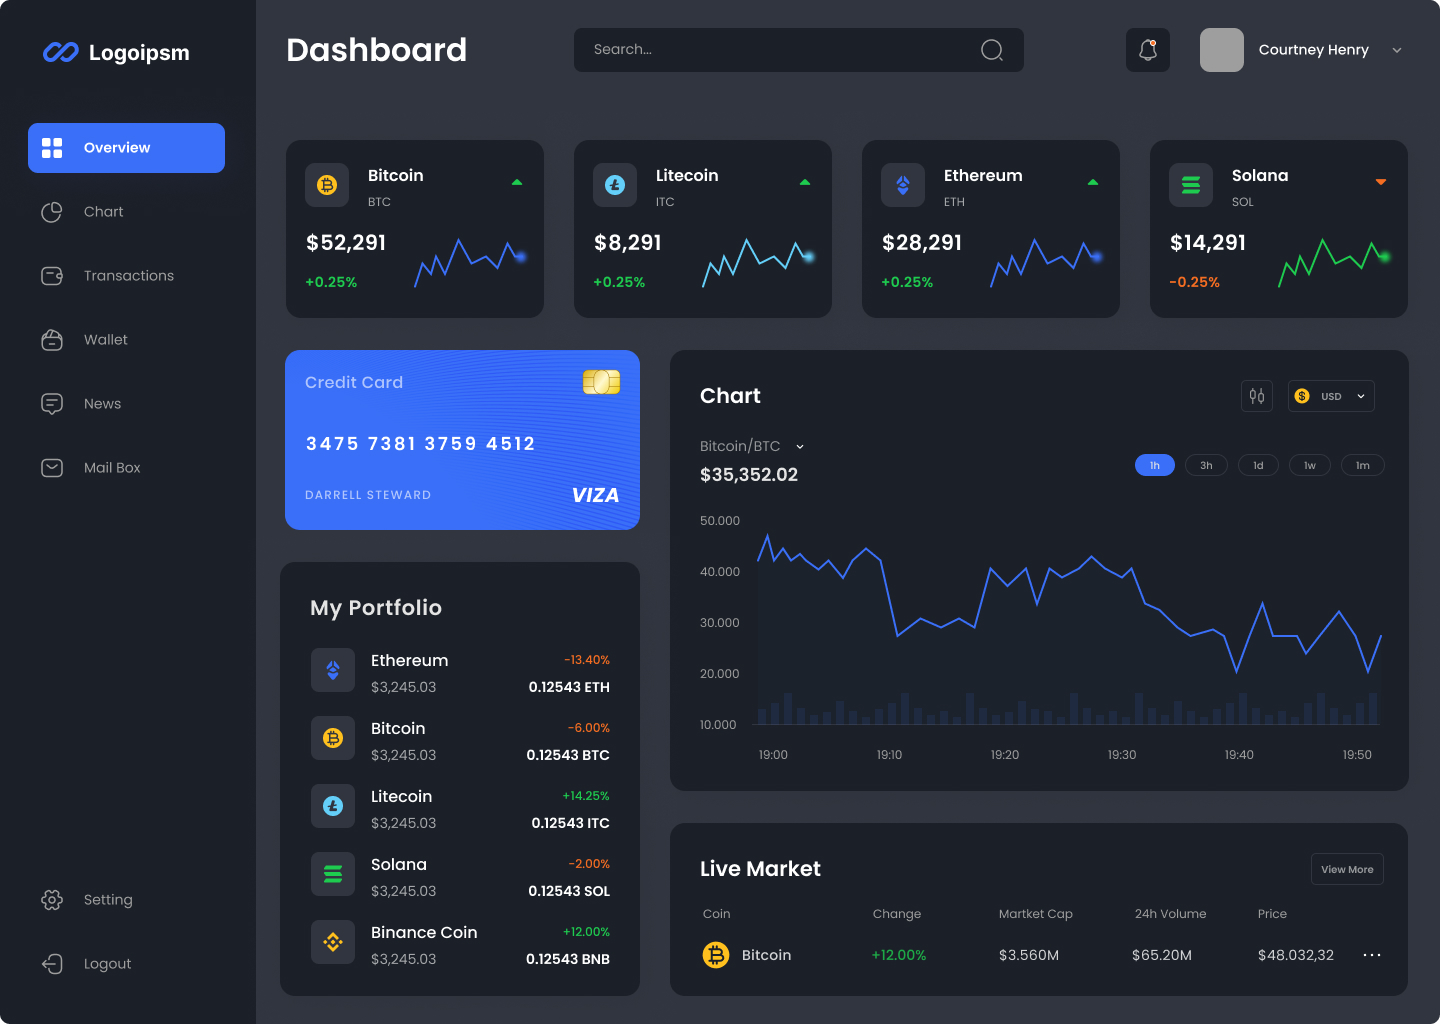 Logoipsm
Dashboard
Search...
Courtney Henry
Overview
Chart
Transactions
Wallet
News
Mail Box
Setting
Logout
Bitcoin
BTC
$52,291
+0.25%
Litecoin
ITC
$8,291
+0.25%
Ethereum
ETH
$28,291
+0.25%
Solana
SOL
$14,291
-0.25%
Credit Card
3475 7381 3759 4512
DARRELL STEWARD
VIZA
My Portfolio
Ethereum -13.40%
$3,245.03 0.12543 ETH
Bitcoin -6.00%
$3,245.03 0.12543 BTC
Litecoin +14.25%
$3,245.03 0.12543 ITC
Solana -2.00%
$3,245.03 0.12543 SOL
Binance Coin +12.00%
$3,245.03 0.12543 BNB
Chart
$ USD
Bitcoin/BTC
$35,352.02
1h 3h 1d 1w 1m
50.000
40.000
30.000
20.000
10.000
19:00 19:10 19:20 19:30 19:40 19:50
Live Market
View More
Coin Change Martket Cap 24h Volume Price
Bitcoin +12.00% $3.560M $65.20M $48.032,32 ...